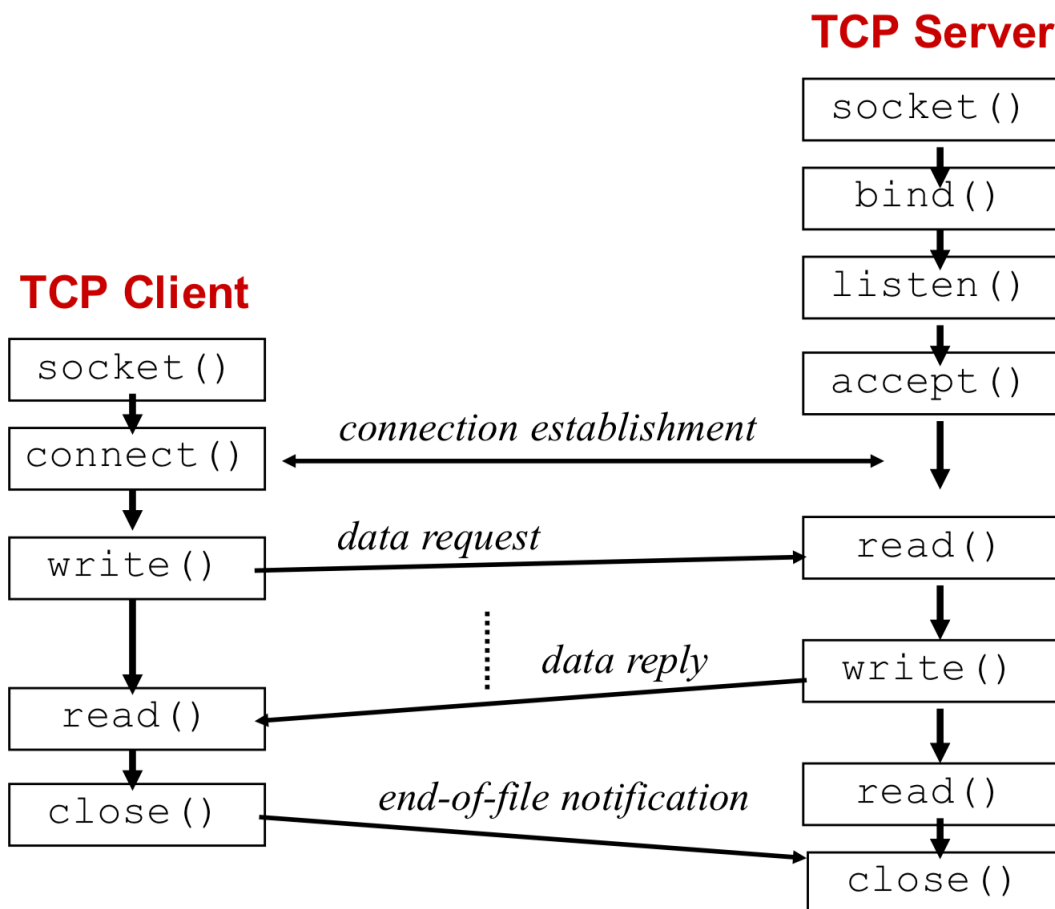 TCP Server
socket()
bind()
listen()
accept()
read()
write()
read()
close()
TCP Client
socket()
connect()
write()
read()
close()
connection establishment
data request
data reply
end-of-file notification